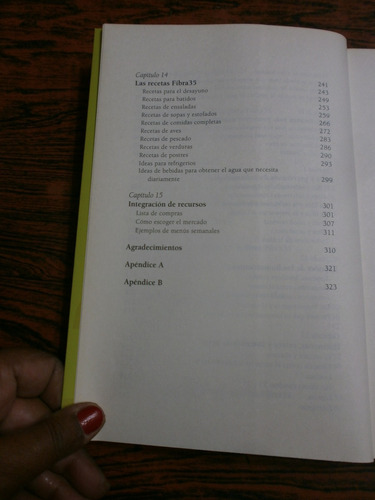 Capítulo 14
Las recetas Fibra35 241
Recetas para el desayuno 243
Recetas para batidos 249
Recetas de ensaladas 253
Recetas de sopas y estofados 259
Recetas de comidas completas 266
Recetas de aves 272
Recetas de pescado 283
Recetas de verduras 286
Recetas de postres 290
Ideas para refrigerios 293
Ideas de bebidas para obtener el agua que necesita
diariamente 299
Capítulo 15
Integración de recursos 301
Lista de compras 301
Cómo escoger el mercado 307
Ejemplos de menús semanales 311
Agradecimientos 310
Apéndice A 321
Apéndice B 323